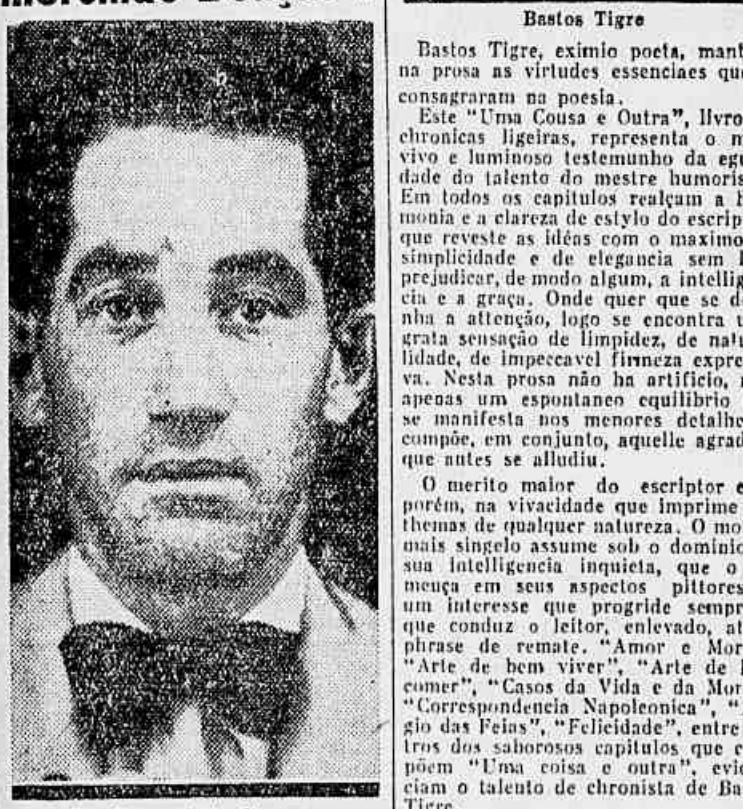 Bastos Tigre
Bastos Tigre, eximio poeta, mant
na prosa as virtudes essenciaes que
consagraram na poesia.
Este "Uma Cousa e Outra", livro
chronicas ligeiras, representa o m
vivo e luminoso testemunho da egu
dade do talento do mestre humoris
Em todos os capitulos realçam a h
monia e a clareza de estylo do escrip
que reveste as idéas com o maximo
simplicidade e de elegancia sem l
prejudicar, de modo algum, a intellig
cia e a graça. Onde quer que se d
nha a attenção, logo se encontra u
grata sensação de limpidez, de natu
lidade, de impeccavel firmeza expre
va. Nesta prosa não ha artificio,
apenas um espontaneo equilibrio
se manifesta nos menores detalhe
compõe, em conjunto, aquelle agrad
que antes se alludiu.
O merito maior do escriptor e
porém, na vivacidade que imprime
themas de qualquer natureza. O mo
mais singelo assume sob o dominio
sua intelligencia inquieta, que o
meuça em seus aspectos pittores
um interesse que progride sempr
que conduz o leitor, enlevado, at
phrase de remate. "Amor e Mor
"Arte de bem viver", "Arte de
comer", "Casos da Vida e da Mor
"Correspondencia Napoleonica", "
gio das Feias", "Felicidade", entre
tros dos saborosos capitulos que c
põem "Uma coisa e outra", evi
ciam o talento de chronista de Ba
Tigre